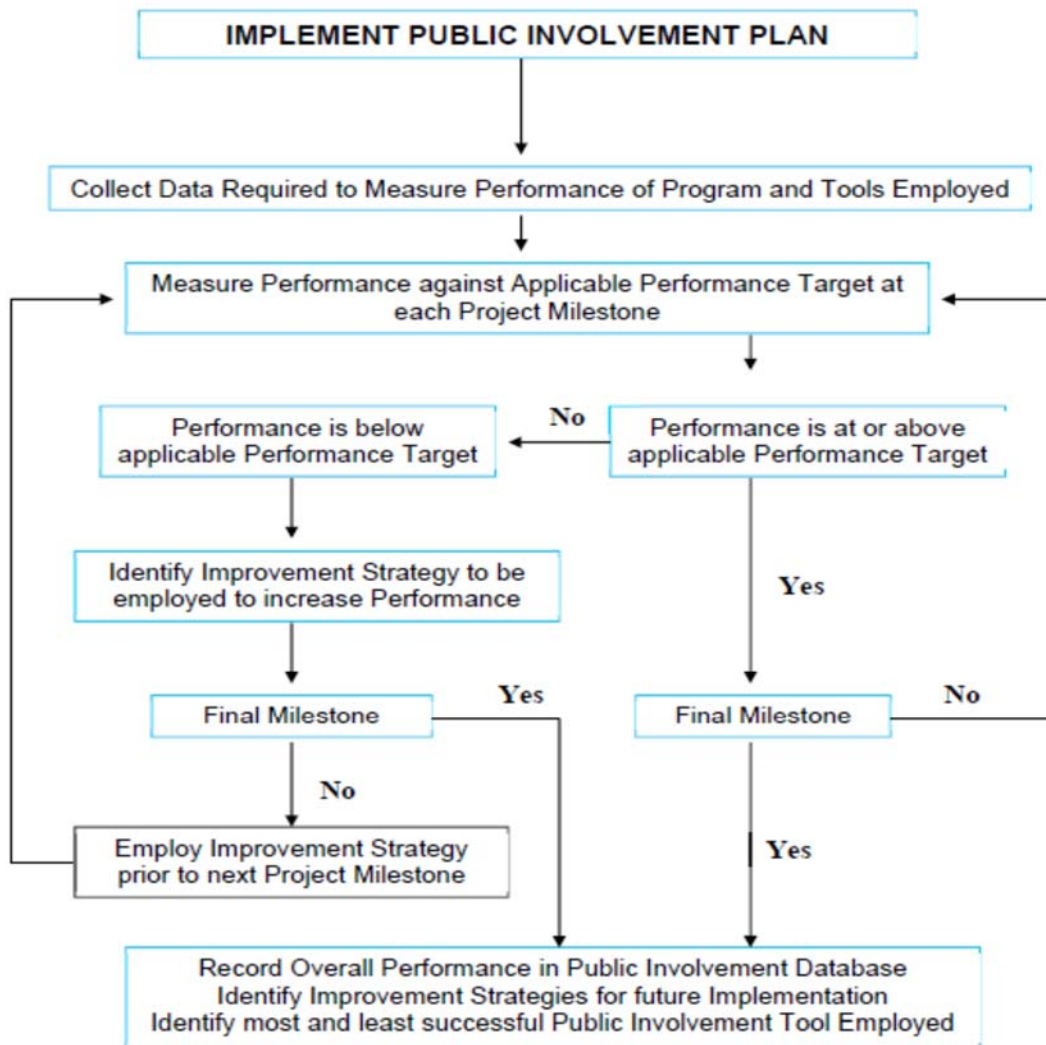 IMPLEMENT PUBLIC INVOLVEMENT PLAN
Collect Data Required to Measure Performance of Program and Tools Employed
Measure Performance against Applicable Performance Target at
each Project Milestone
Performance is below
applicable Performance Target
No
Performance is at or above
applicable Performance Target
Identify Improvement Strategy to be
employed to increase Performance
Yes
Final Milestone
Yes
Final Milestone
No
No
Employ Improvement Strategy
prior to next Project Milestone
Yes
Record Overall Performance in Public Involvement Database
Identify Improvement Strategies for future Implementation
Identify most and least successful Public Involvement Tool Employed